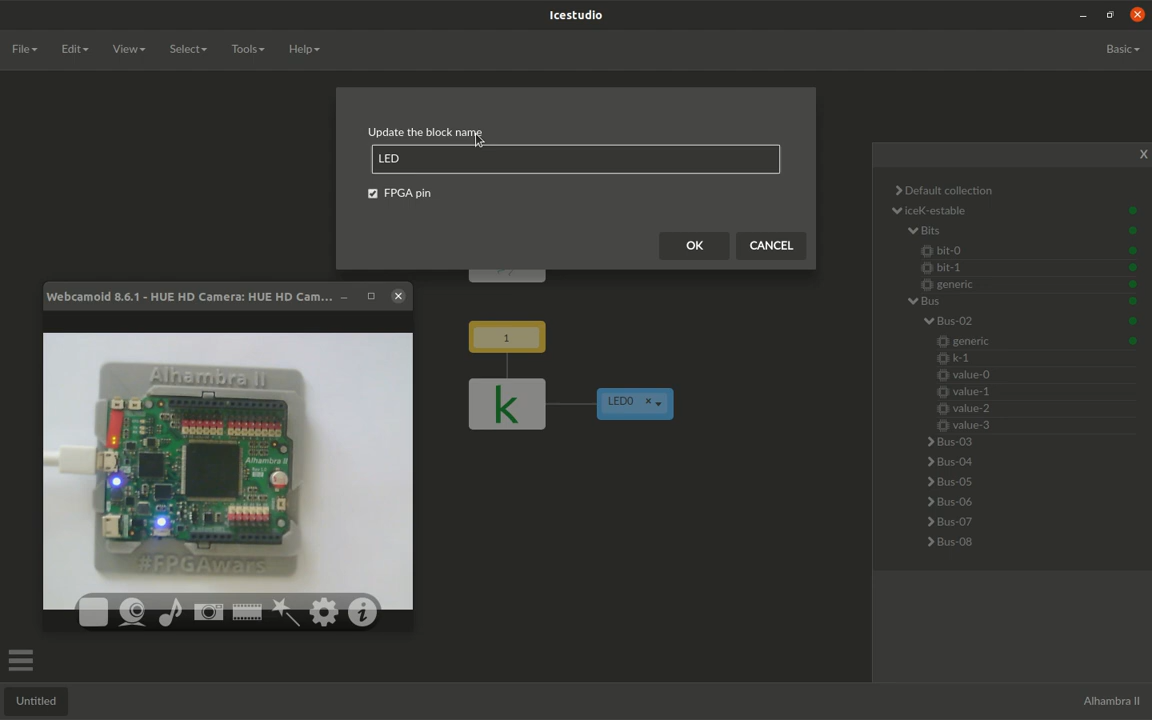 Icestudio
File Edit View Select Tools Help Basic
Update the block name
LED
FPGA pin
OK CANCEL
X
Default collection
iceK-estable
Bits
bit-0
bit-1
generic
Bus
Bus-02
generic
k-1
value-0
value-1
value-2
value-3
Bus-03
Bus-04
Bus-05
Bus-06
Bus-07
Bus-08
Webcamoid 8.6.1 - HUE HD Camera: HUE HD Cam...
Alhambra II
Alhambra II
#FPGAwars
1
k
LED0
Untitled
Alhambra II